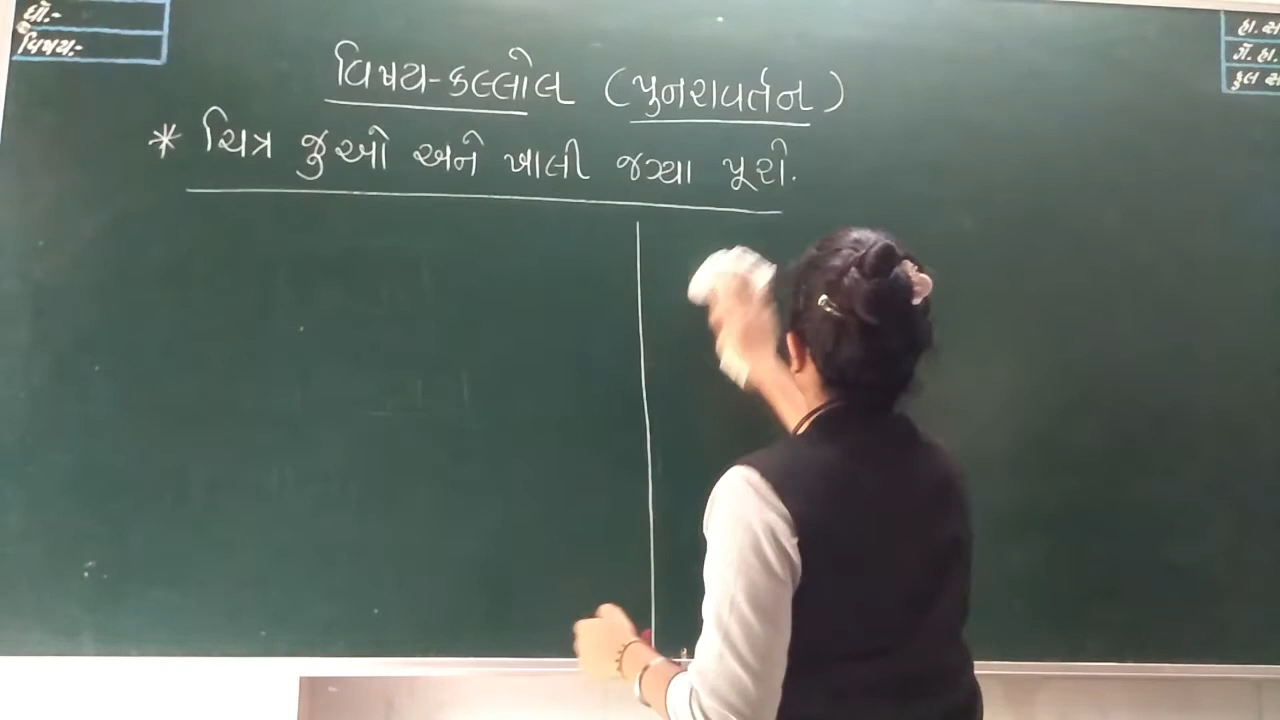 ધો.-
વિષય:-
વિષય-કલ્લોલ (પુનરાવર્તન)
* ચિત્ર જુઓ અને ખાલી જગ્યા પૂરો.
હા.
ગે. હા.
કુલ